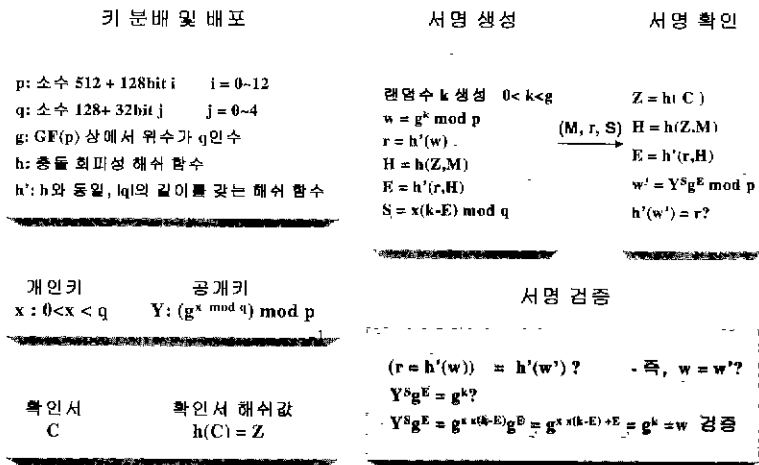 키 분배 및 배포
p: 소수 512 + 128bit i i = 0~12
q: 소수 128+ 32bit j j = 0~4
g: GF(p) 상에서 위수가 q인수
h: 충돌 회피성 해쉬 함수
h': h와 동일, |q|의 길이를 갖는 해쉬 함수
개인키 공개키
x : 0<x < q Y: (g^x mod q) mod p
확인서 확인서 해쉬값
C h(C) = Z
서명 생성
랜덤수 k 생성 0< k<g
w = g^k mod p
r = h'(w)
H = h(Z,M)
E = h'(r,H)
S = x(k-E) mod q
(M, r, S)
서명 확인
Z = h( C )
H = h(Z,M)
E = h'(r,H)
w' = Y^S g^E mod p
h'(w') = r?
서명 검증
(r = h'(w)) = h'(w') ? - 즉, w = w'?
Y^S g^E = g^k?
Y^S g^E = g^x x(k-E) g^E = g^x x(k-E) +E = g^k =w 검증